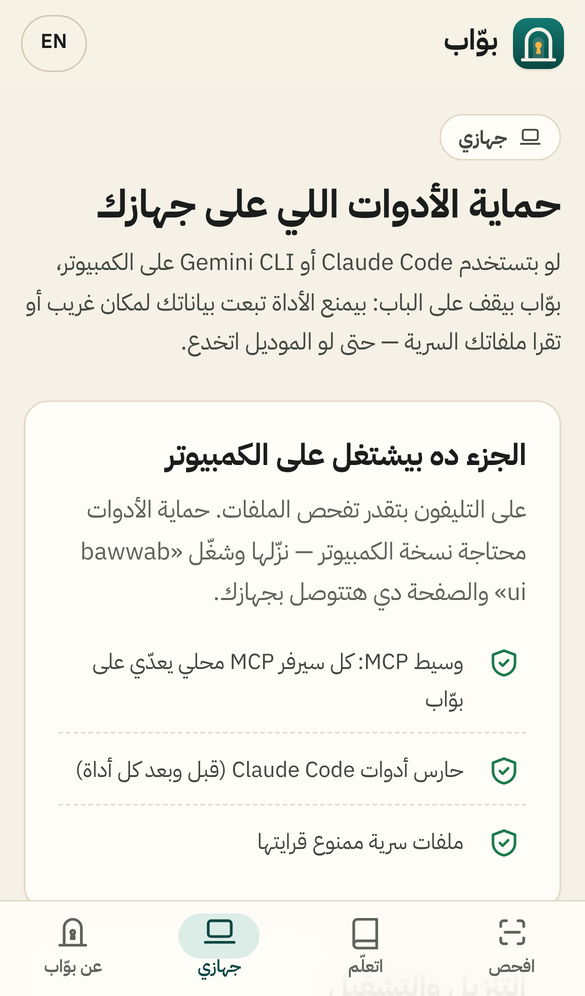 بوّاب
EN
جهازي
حماية الأدوات اللي على جهازك
لو بتستخدم Claude Code أو Gemini CLI على الكمبيوتر،
بوّاب بيقف على الباب: بيمنع الأداة تبعت بياناتك لمكان غريب أو
تقرا ملفاتك السرية — حتى لو الموديل اتخدع.
الجزء ده بيشتغل على الكمبيوتر
على التليفون بتقدر تفحص الملفات. حماية الأدوات
محتاجة نسخة الكمبيوتر — نزّلها وشغّل «bawwab
ui» والصفحة دي هتتوصل بجهازك.
وسيط MCP: كل سيرفر MCP محلي يعدّي على
بوّاب
حارس أدوات Claude Code (قبل وبعد كل أداة)
ملفات سرية ممنوع قرايتها
التنزيل والتشغيل
افحص
اتعلّم
جهازي
عن بوّاب